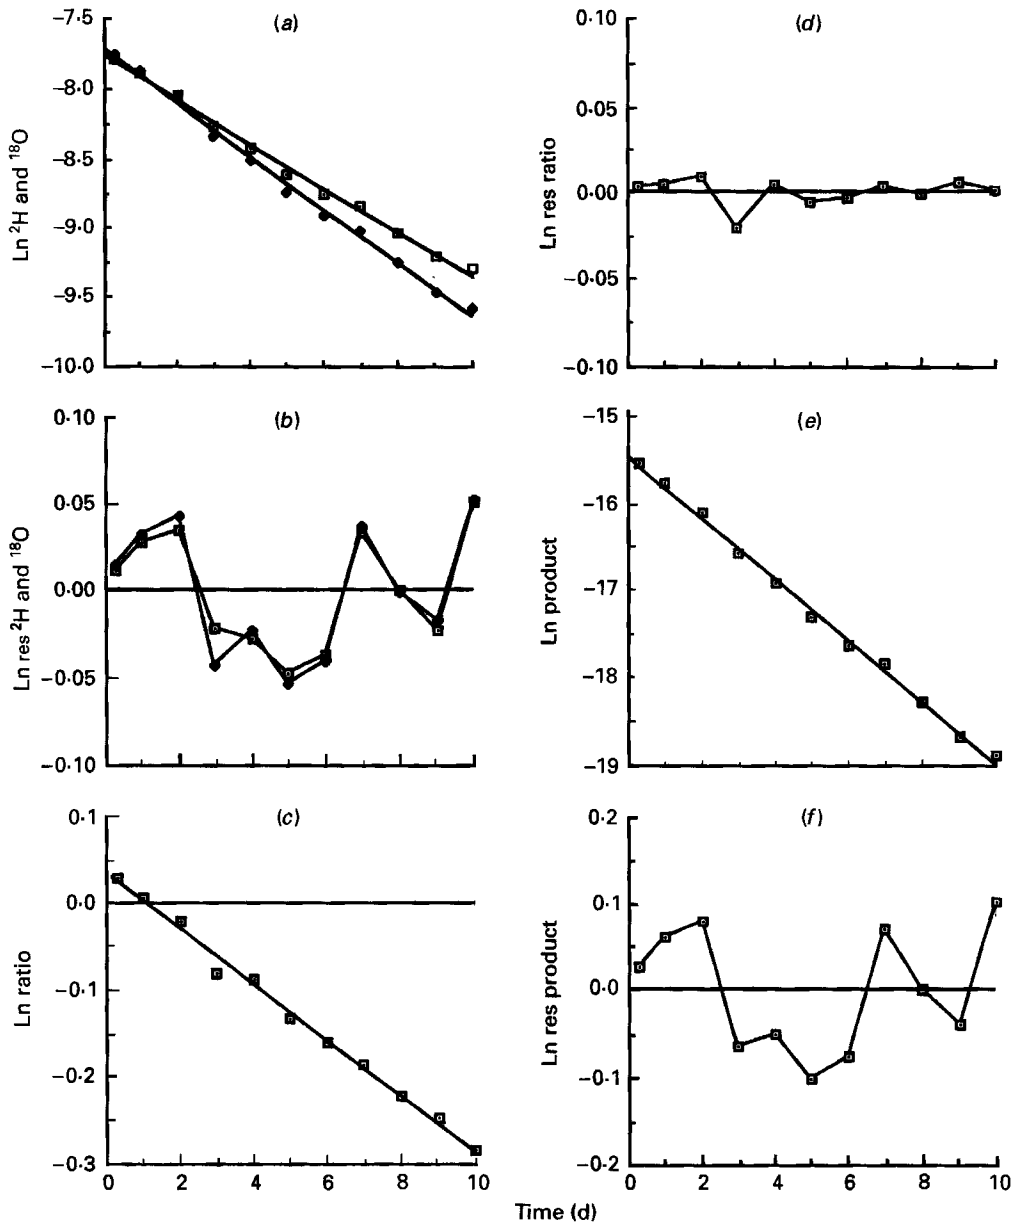 (a)
Ln ²H and ¹⁸O
−7·5
−8·0
−8·5
−9·0
−9·5
−10·0
(d)
Ln res ratio
0·10
0·05
0·00
−0·05
−0·10
(b)
Ln res ²H and ¹⁸O
0·10
0·05
0·00
−0·05
−0·10
(e)
Ln product
−15
−16
−17
−18
−19
(c)
Ln ratio
0·1
0·0
−0·1
−0·2
−0·3
0 2 4 6 8 10
(f)
Ln res product
0·2
0·1
0·0
−0·1
−0·2
0 2 4 6 8 10
Time (d)